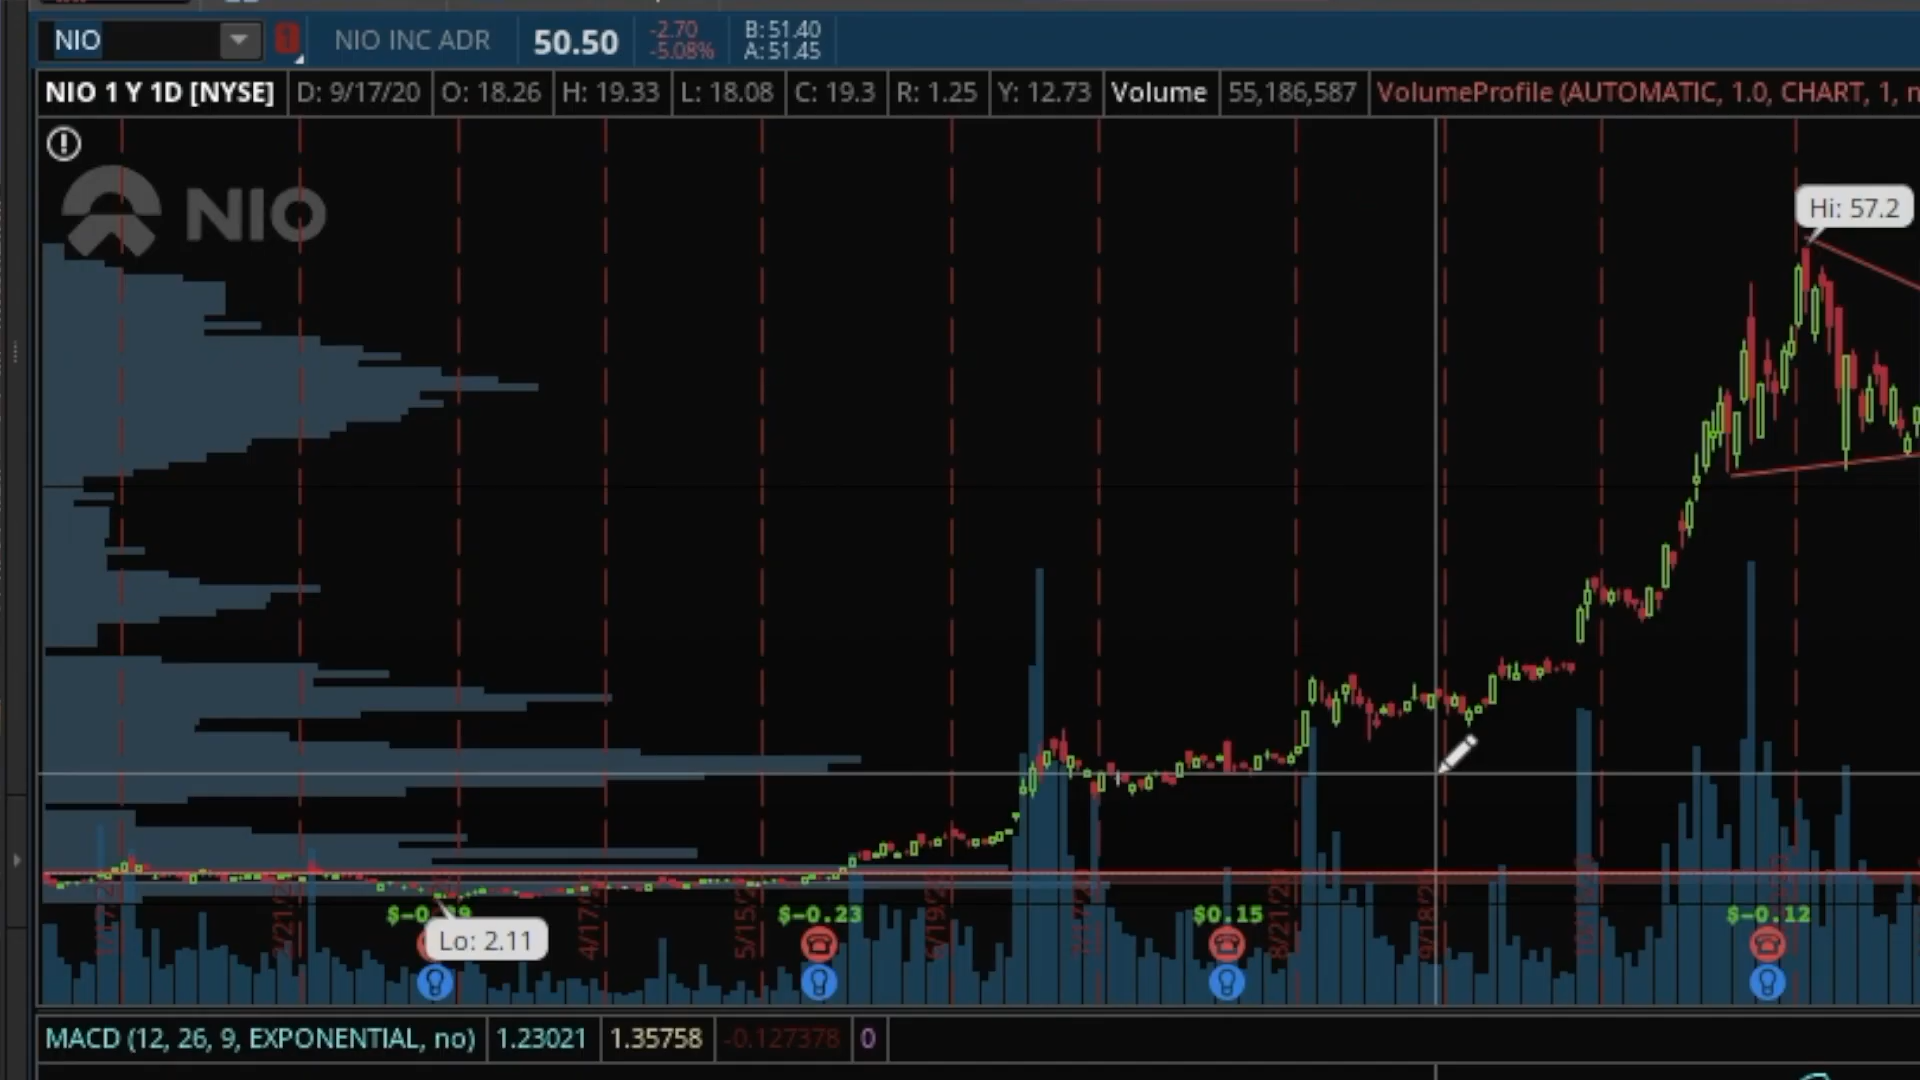 NIO
1
NIO INC ADR
50.50
-2.70
-5.08%
B: 51.40
A: 51.45
NIO 1 Y 1D [NYSE]
D: 9/17/20
O: 18.26
H: 19.33
L: 18.08
C: 19.3
R: 1.25
Y: 12.73
Volume
55,186,587
VolumeProfile (AUTOMATIC, 1.0, CHART, 1, n
NIO
Hi: 57.2
$-0.23
$0.15
$-0.12
Lo: 2.11
MACD (12, 26, 9, EXPONENTIAL, no)
1.23021
1.35758
-0.127378
0